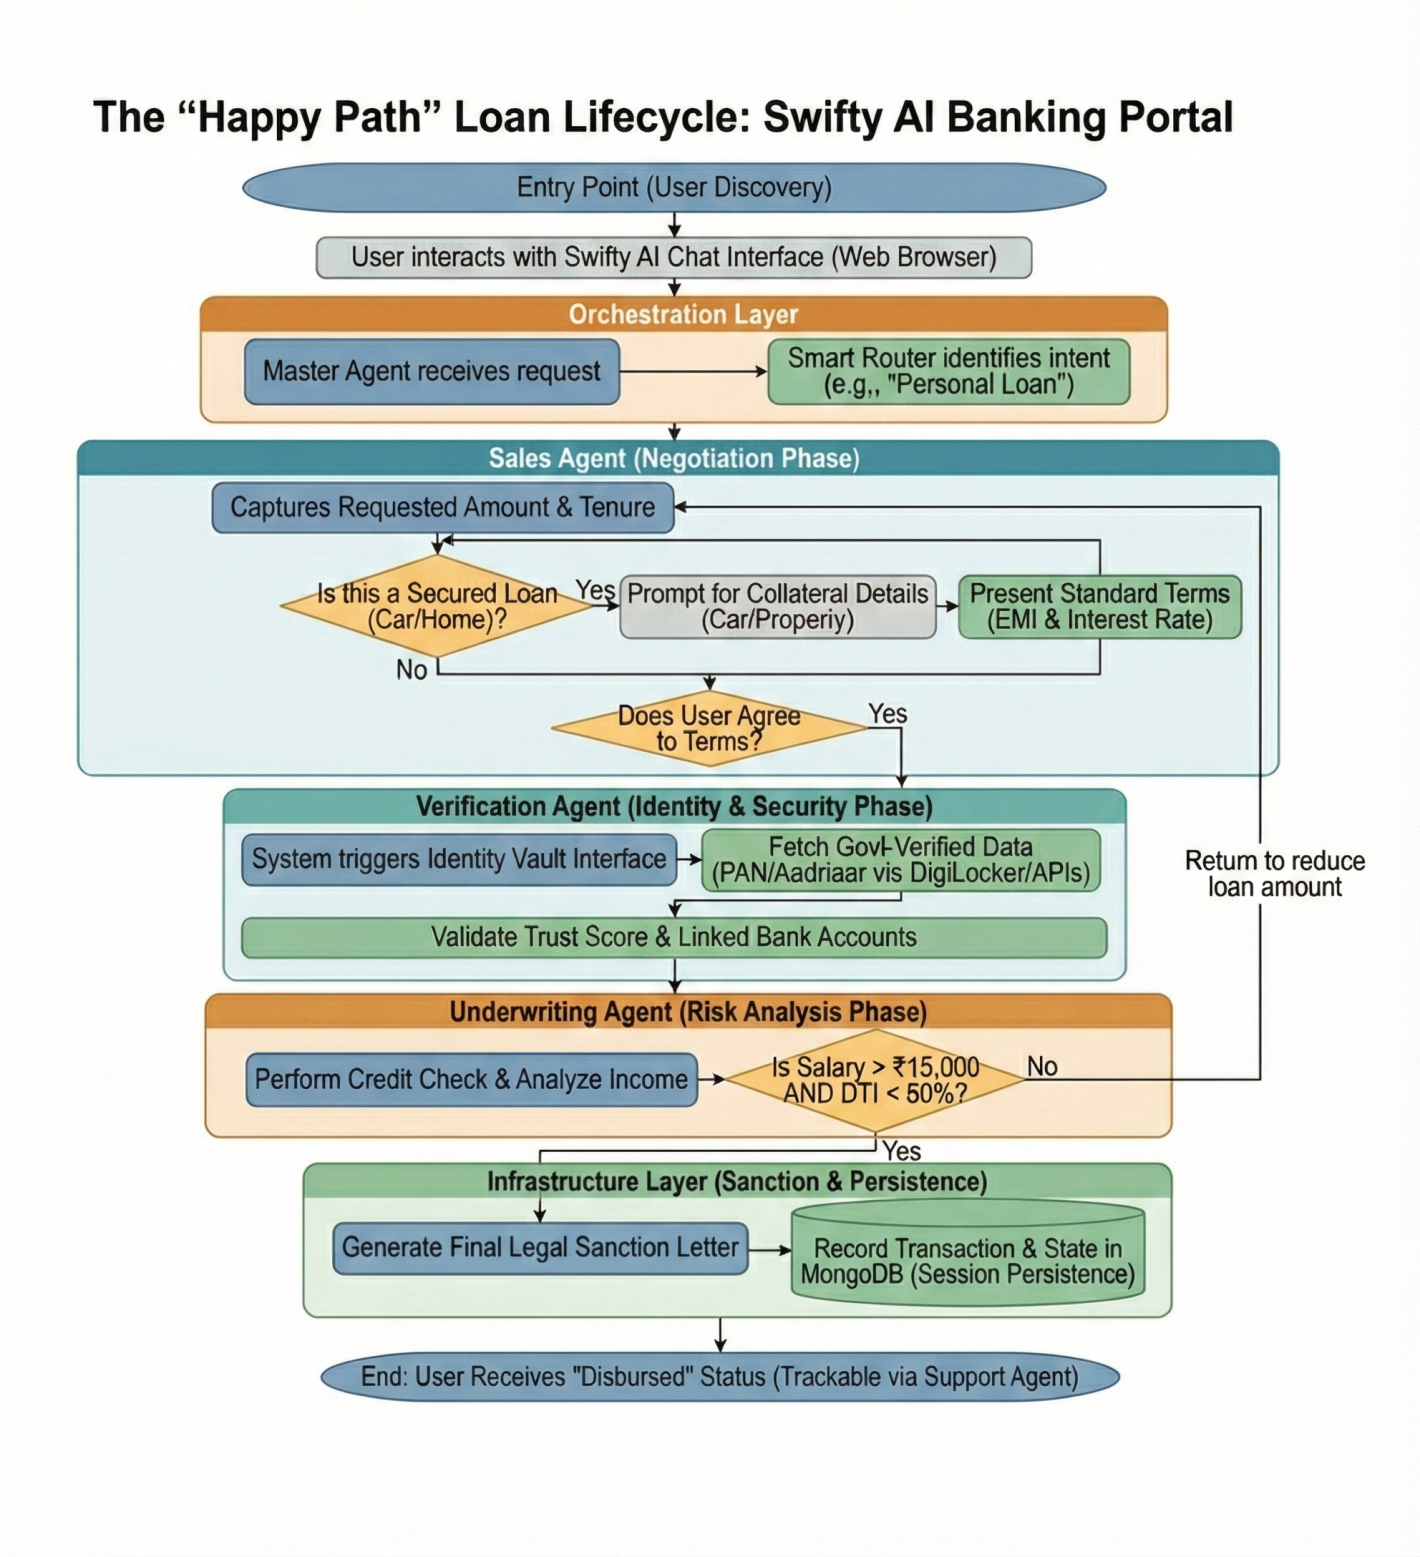 The “Happy Path” Loan Lifecycle: Swifty AI Banking Portal
Entry Point (User Discovery)
User interacts with Swifty AI Chat Interface (Web Browser)
Orchestration Layer
Master Agent receives request
Smart Router identifies intent
(e.g,, "Personal Loan")
Sales Agent (Negotiation Phase)
Captures Requested Amount & Tenure
Is this a Secured Loan
(Car/Home)?
Yes
Prompt for Collateral Details
(Car/Properiy)
Present Standard Terms
(EMI & Interest Rate)
No
Does User Agree
to Terms?
Yes
Verification Agent (Identity & Security Phase)
System triggers Identity Vault Interface
Fetch Govl-Verified Data
(PAN/Aadriaar vis DigiLocker/APIs)
Validate Trust Score & Linked Bank Accounts
Return to reduce
loan amount
Underwriting Agent (Risk Analysis Phase)
Perform Credit Check & Analyze Income
Is Salary > ₹15,000
AND DTI < 50%?
No
Yes
Infrastructure Layer (Sanction & Persistence)
Generate Final Legal Sanction Letter
Record Transaction & State in
MongoDB (Session Persistence)
End: User Receives "Disbursed" Status (Trackable via Support Agent)